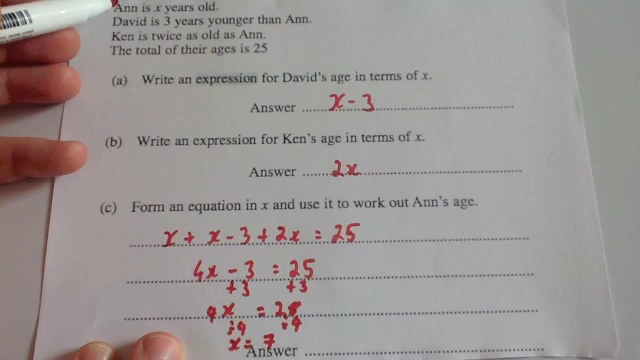 Ann is x years old.
David is 3 years younger than Ann.
Ken is twice as old as Ann.
The total of their ages is 25
(a) Write an expression for David's age in terms of x.
Answer x - 3
(b) Write an expression for Ken's age in terms of x.
Answer 2x
(c) Form an equation in x and use it to work out Ann's age.
x + x - 3 + 2x = 25
4x - 3 = 25
+3 +3
4x = 28
÷4 ÷4
x = 7
Answer